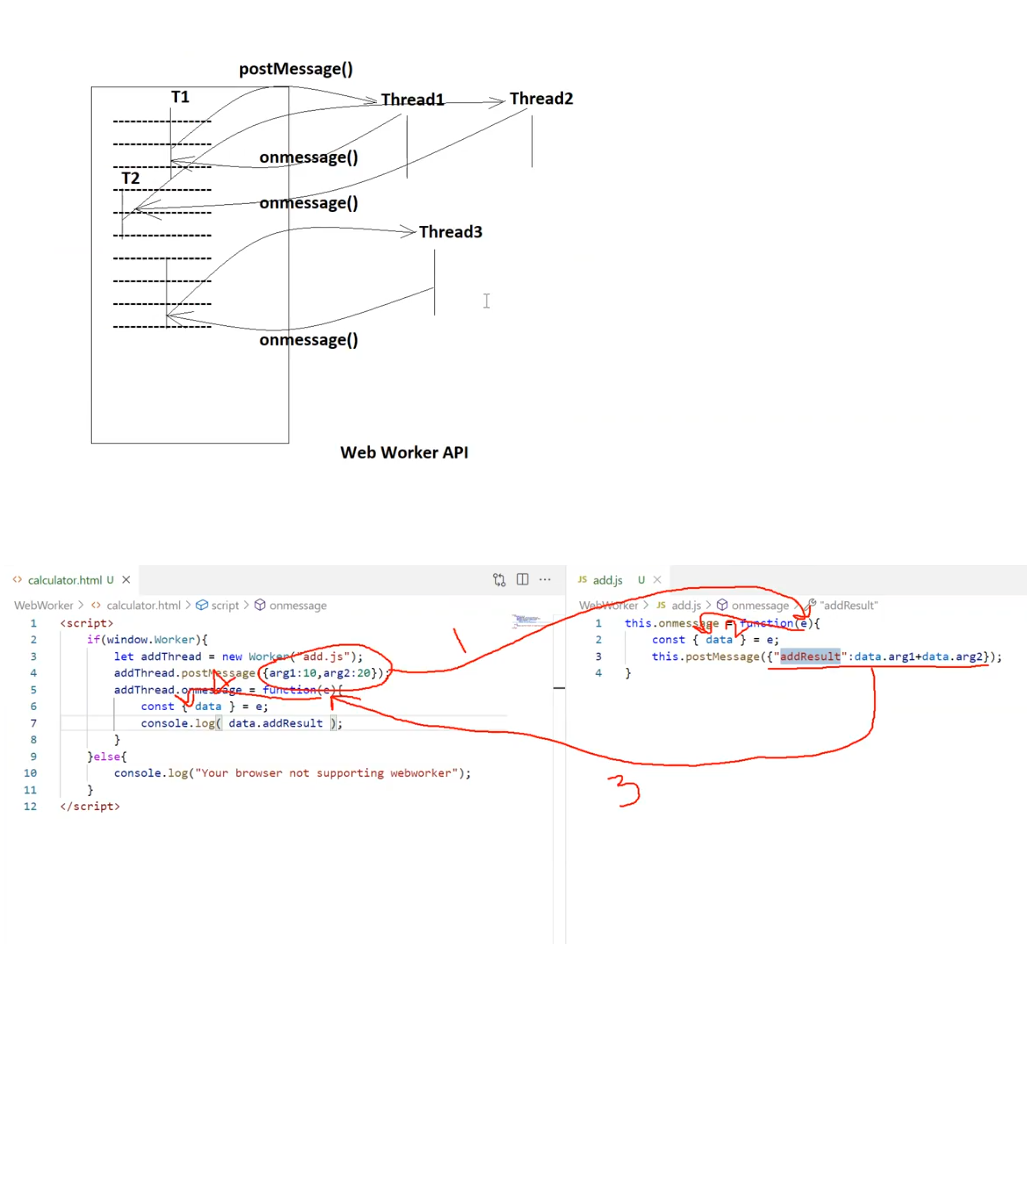 postMessage()
T1
Thread1
Thread2
onmessage()
T2
onmessage()
Thread3
onmessage()
Web Worker API
calculator.html U
WebWorker > calculator.html > script > onmessage
1 <script>
2 if(window.Worker){
3 let addThread = new Worker("add.js");
4 addThread.postMessage({arg1:10,arg2:20});
5 addThread.onmessage = function(e){
6 const { data } = e;
7 console.log( data.addResult );
8 }
9 }else{
10 console.log("Your browser not supporting webworker");
11 }
12 </script>
JS add.js U
WebWorker > JS add.js > onmessage > "addResult"
1 this.onmessage = function(e){
2 const { data } = e;
3 this.postMessage({"addResult":data.arg1+data.arg2});
4 }
1
3